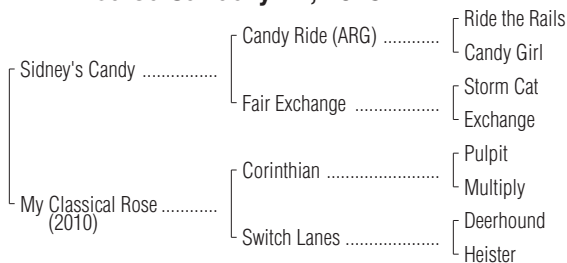 Ride the Rails
Candy Ride (ARG) ............
Candy Girl
Sidney's Candy ................
Storm Cat
Fair Exchange ..................
Exchange
Pulpit
Corinthian ........................
Multiply
My Classical Rose ............
(2010)
Deerhound
Switch Lanes ....................
Heister